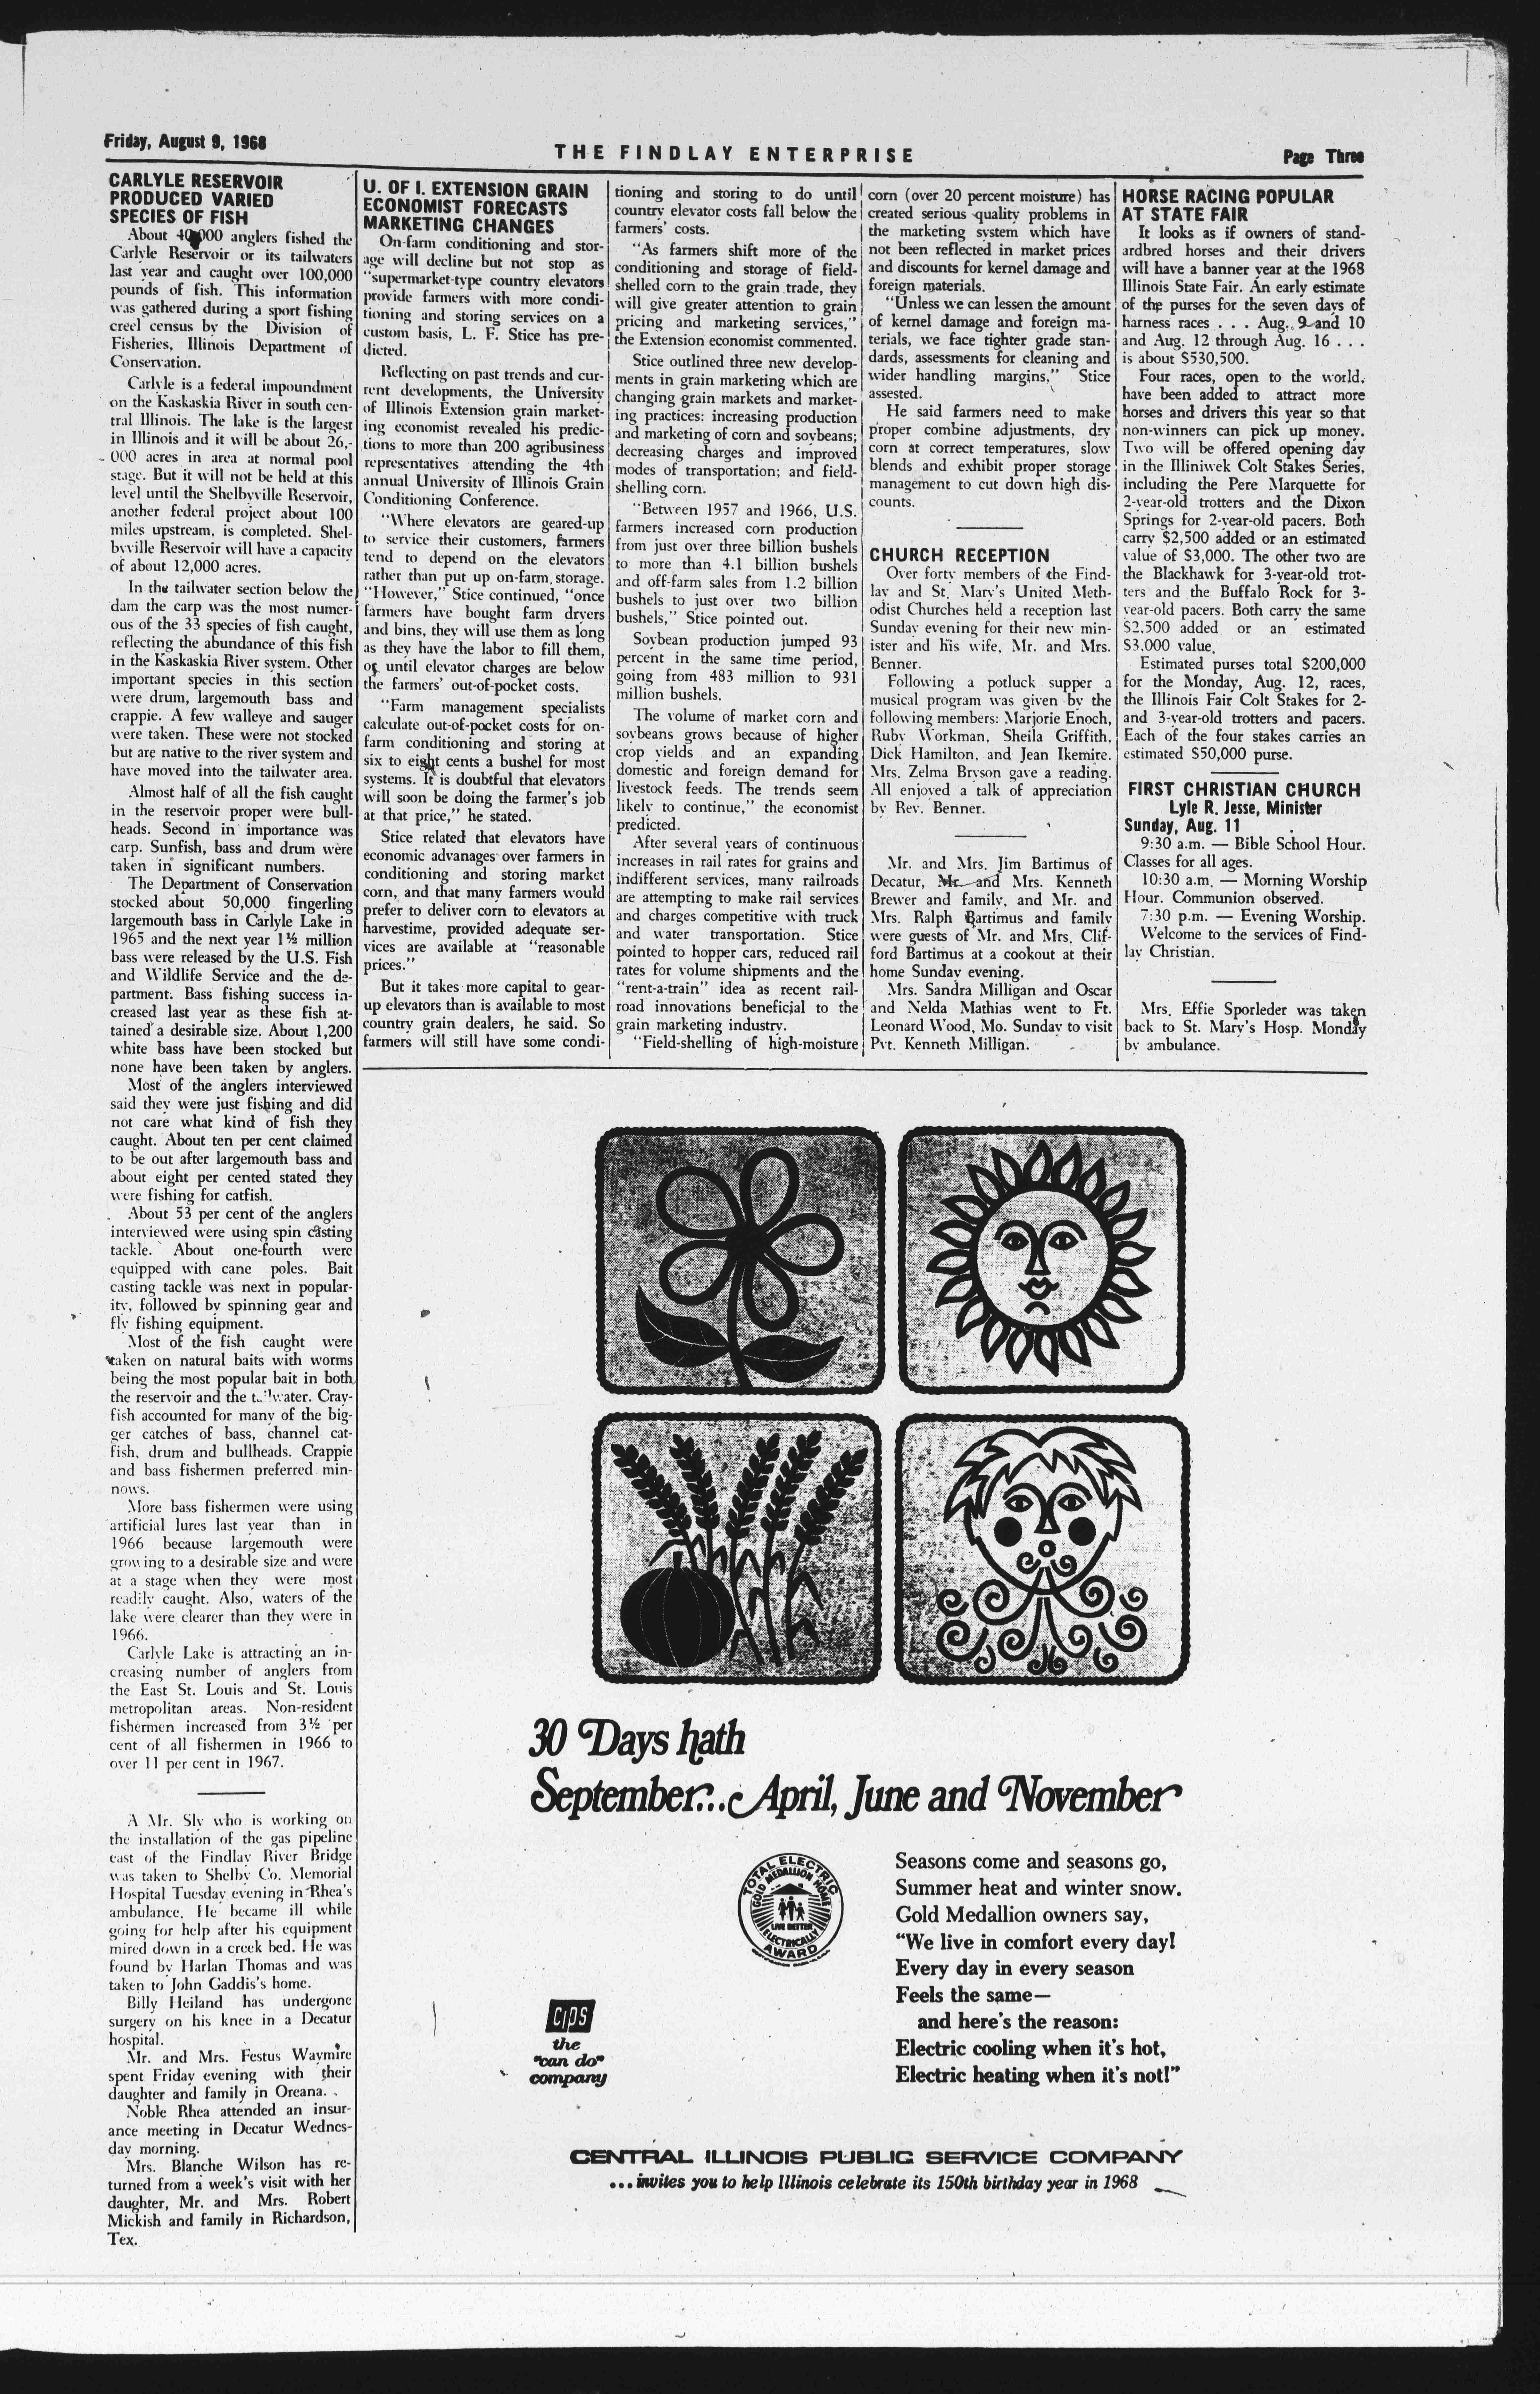 Friday, August 9, 1968
THE FINDLAY ENTERPRISE
Page Three
CARLYLE RESERVOIR
PRODUCED VARIED
SPECIES OF FISH
About 40,000 anglers fished the
Carlyle Reservoir or its tailwaters
last year and caught over 100,000
pounds of fish. This information
was gathered during a sport fishing
creel census by the Division of
Fisheries, Illinois Department of
Conservation.
Carlyle is a federal impoundment
on the Kaskaskia River in south cen-
tral Illinois. The lake is the largest
in Illinois and it will be about 26,-
000 acres in area at normal pool
stage. But it will not be held at this
level until the Shelbyville Reservoir,
another federal project about 100
miles upstream, is completed. Shel-
byville Reservoir will have a capacity
of about 12,000 acres.
In the tailwater section below the
dam the carp was the most numer-
ous of the 33 species of fish caught,
reflecting the abundance of this fish
in the Kaskaskia River system. Other
important species in this section
were drum, largemouth bass and
crappie. A few walleye and sauger
were taken. These were not stocked
but are native to the river system and
have moved into the tailwater area.
Almost half of all the fish caught
in the reservoir proper were bull-
heads. Second in importance was
carp. Sunfish, bass and drum were
taken in significant numbers.
The Department of Conservation
stocked about 50,000 fingerling
largemouth bass in Carlyle Lake in
1965 and the next year 1½ million
bass were released by the U.S. Fish
and Wildlife Service and the de-
partment. Bass fishing success in-
creased last year as these fish at-
tained a desirable size. About 1,200
white bass have been stocked but
none have been taken by anglers.
Most of the anglers interviewed
said they were just fishing and did
not care what kind of fish they
caught. About ten per cent claimed
to be out after largemouth bass and
about eight per cented stated they
were fishing for catfish.
About 53 per cent of the anglers
interviewed were using spin casting
tackle. About one-fourth were
equipped with cane poles. Bait
casting tackle was next in popular-
ity, followed by spinning gear and
fly fishing equipment.
Most of the fish caught were
taken on natural baits with worms
being the most popular bait in both
the reservoir and the tailwater. Cray-
fish accounted for many of the big-
ger catches of bass, channel cat-
fish, drum and bullheads. Crappie
and bass fishermen preferred min-
nows.
More bass fishermen were using
artificial lures last year than in
1966 because largemouth were
growing to a desirable size and were
at a stage when they were most
readily caught. Also, waters of the
lake were clearer than they were in
1966.
Carlyle Lake is attracting an in-
creasing number of anglers from
the East St. Louis and St. Louis
metropolitan areas. Non-resident
fishermen increased from 3½ per
cent of all fishermen in 1966 to
over 11 per cent in 1967.
A Mr. Sly who is working on
the installation of the gas pipeline
east of the Findlay River Bridge
was taken to Shelby Co. Memorial
Hospital Tuesday evening in Rhea's
ambulance. He became ill while
going for help after his equipment
mired down in a creek bed. He was
found by Harlan Thomas and was
taken to John Gaddis's home.
Billy Heiland has undergone
surgery on his knee in a Decatur
hospital.
Mr. and Mrs. Festus Waymire
spent Friday evening with their
daughter and family in Oreana.
Noble Rhea attended an insur-
ance meeting in Decatur Wednes-
day morning.
Mrs. Blanche Wilson has re-
turned from a week's visit with her
daughter, Mr. and Mrs. Robert
Mickish and family in Richardson,
Tex.
U. OF I. EXTENSION GRAIN
ECONOMIST FORECASTS
MARKETING CHANGES
On-farm conditioning and stor-
age will decline but not stop as
"supermarket-type country elevators
provide farmers with more condi-
tioning and storing services on a
custom basis, L. F. Stice has pre-
dicted.
Reflecting on past trends and cur-
rent developments, the University
of Illinois Extension grain market-
ing economist revealed his predic-
tions to more than 200 agribusiness
representatives attending the 4th
annual University of Illinois Grain
Conditioning Conference.
"Where elevators are geared-up
to service their customers, farmers
tend to depend on the elevators
rather than put up on-farm storage.
"However," Stice continued, "once
farmers have bought farm dryers
and bins, they will use them as long
as they have the labor to fill them,
or until elevator charges are below
the farmers' out-of-pocket costs.
"Farm management specialists
calculate out-of-pocket costs for on-
farm conditioning and storing at
six to eight cents a bushel for most
systems. It is doubtful that elevators
will soon be doing the farmer's job
at that price," he stated.
Stice related that elevators have
economic advanages over farmers in
conditioning and storing market
corn, and that many farmers would
prefer to deliver corn to elevators at
harvestime, provided adequate ser-
vices are available at "reasonable
prices."
But it takes more capital to gear-
up elevators than is available to most
country grain dealers, he said. So
farmers will still have some condi-
tioning and storing to do until
country elevator costs fall below the
farmers' costs.
"As farmers shift more of the
conditioning and storage of field-
shelled corn to the grain trade, they
will give greater attention to grain
pricing and marketing services,"
the Extension economist commented.
Stice outlined three new develop-
ments in grain marketing which are
changing grain markets and market-
ing practices: increasing production
and marketing of corn and soybeans;
decreasing charges and improved
modes of transportation; and field-
shelling corn.
"Between 1957 and 1966, U.S.
farmers increased corn production
from just over three billion bushels
to more than 4.1 billion bushels
and off-farm sales from 1.2 billion
bushels to just over two billion
bushels," Stice pointed out.
Soybean production jumped 93
percent in the same time period,
going from 483 million to 931
million bushels.
The volume of market corn and
soybeans grows because of higher
crop yields and an expanding
domestic and foreign demand for
livestock feeds. The trends seem
likely to continue," the economist
predicted.
After several years of continuous
increases in rail rates for grains and
indifferent services, many railroads
are attempting to make rail services
and charges competitive with truck
and water transportation. Stice
pointed to hopper cars, reduced rail
rates for volume shipments and the
"rent-a-train" idea as recent rail-
road innovations beneficial to the
grain marketing industry.
"Field-shelling of high-moisture
corn (over 20 percent moisture) has
created serious quality problems in
the marketing system which have
not been reflected in market prices
and discounts for kernel damage and
foreign materials.
"Unless we can lessen the amount
of kernel damage and foreign ma-
terials, we face tighter grade stan-
dards, assessments for cleaning and
wider handling margins," Stice
assested.
He said farmers need to make
proper combine adjustments, dry
corn at correct temperatures, slow
blends and exhibit proper storage
management to cut down high dis-
counts.
CHURCH RECEPTION
Over forty members of the Find-
lay and St. Mary's United Meth-
odist Churches held a reception last
Sunday evening for their new min-
ister and his wife, Mr. and Mrs.
Benner.
Following a potluck supper a
musical program was given by the
following members: Marjorie Enoch,
Ruby Workman, Sheila Griffith,
Dick Hamilton, and Jean Ikemire.
Mrs. Zelma Bryson gave a reading.
All enjoyed a talk of appreciation
by Rev. Benner.
Mr. and Mrs. Jim Bartimus of
Decatur, Mr. and Mrs. Kenneth
Brewer and family, and Mr. and
Mrs. Ralph Bartimus and family
were guests of Mr. and Mrs. Clif-
ford Bartimus at a cookout at their
home Sunday evening.
Mrs. Sandra Milligan and Oscar
and Nelda Mathias went to Ft.
Leonard Wood, Mo. Sunday to visit
Pvt. Kenneth Milligan.
HORSE RACING POPULAR
AT STATE FAIR
It looks as if owners of stand-
ardbred horses and their drivers
will have a banner year at the 1968
Illinois State Fair. An early estimate
of the purses for the seven days of
harness races . . . Aug. 9 and 10
and Aug. 12 through Aug. 16 . . .
is about $530,500.
Four races, open to the world,
have been added to attract more
horses and drivers this year so that
non-winners can pick up money.
Two will be offered opening day
in the Illiniwek Colt Stakes Series,
including the Pere Marquette for
2-year-old trotters and the Dixon
Springs for 2-year-old pacers. Both
carry $2,500 added or an estimated
value of $3,000. The other two are
the Blackhawk for 3-year-old trot-
ters and the Buffalo Rock for 3-
year-old pacers. Both carry the same
$2,500 added or an estimated
$3,000 value.
Estimated purses total $200,000
for the Monday, Aug. 12, races,
the Illinois Fair Colt Stakes for 2-
and 3-year-old trotters and pacers.
Each of the four stakes carries an
estimated $50,000 purse.
FIRST CHRISTIAN CHURCH
Lyle R. Jesse, Minister
Sunday, Aug. 11
9:30 a.m. — Bible School Hour.
Classes for all ages.
10:30 a.m. — Morning Worship
Hour. Communion observed.
7:30 p.m. — Evening Worship.
Welcome to the services of Find-
lay Christian.
Mrs. Effie Sporleder was taken
back to St. Mary's Hosp. Monday
by ambulance.
30 Days hath
September... April, June and November
TOTAL ELECTRIC
GOLD MEDALLION HOME
LIVE BETTER
ELECTRICALLY
AWARD
Seasons come and seasons go,
Summer heat and winter snow.
Gold Medallion owners say,
"We live in comfort every day!
Every day in every season
Feels the same—
and here's the reason:
Electric cooling when it's hot,
Electric heating when it's not!"
CIPS
the
"can do"
company
CENTRAL ILLINOIS PUBLIC SERVICE COMPANY
...invites you to help Illinois celebrate its 150th birthday year in 1968